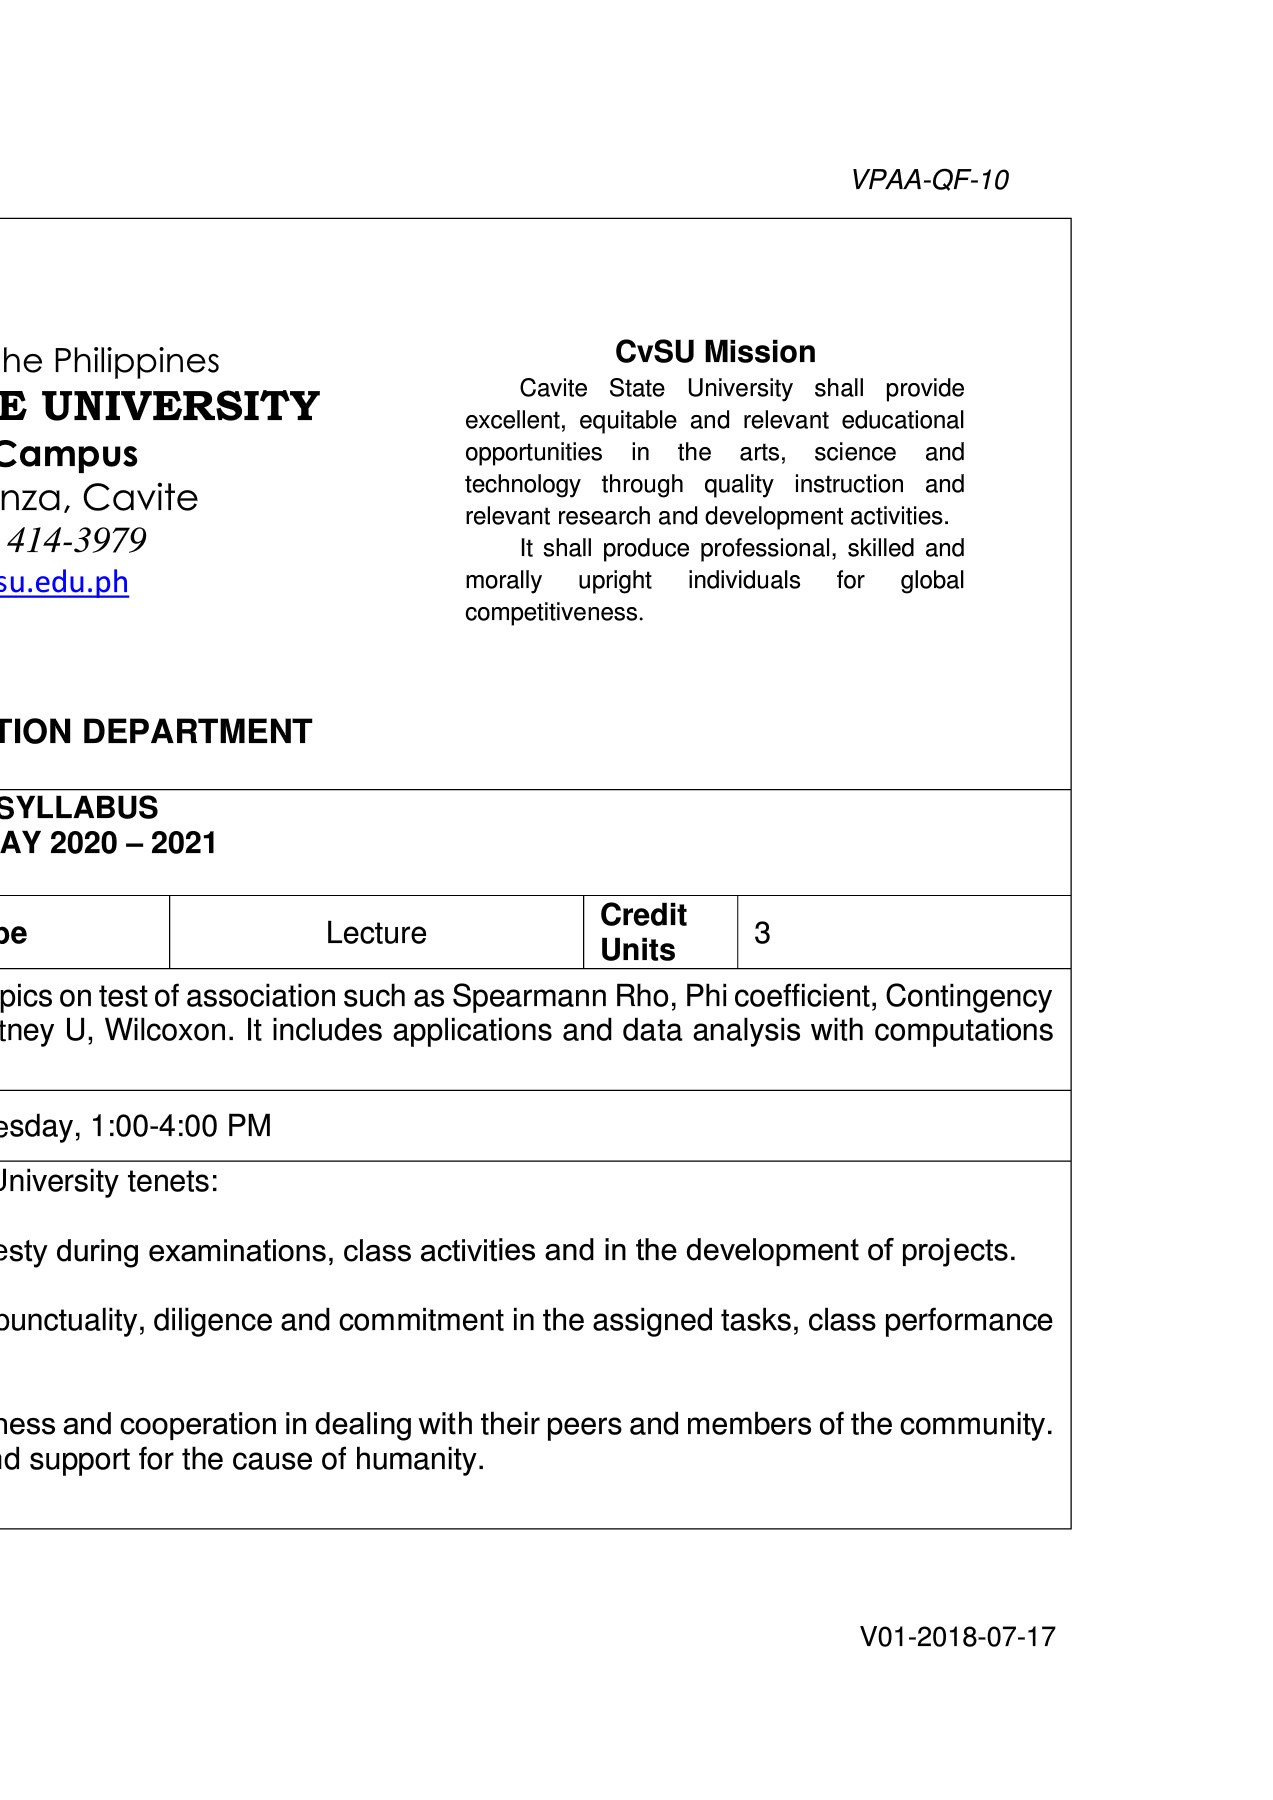 VPAA-QF-10
he Philippines
E UNIVERSITY
Campus
nza, Cavite
414-3979
su.edu.ph
CvSU Mission
Cavite State University shall provide
excellent, equitable and relevant educational
opportunities in the arts, science and
technology through quality instruction and
relevant research and development activities.
It shall produce professional, skilled and
morally upright individuals for global
competitiveness.
TION DEPARTMENT
SYLLABUS
AY 2020 – 2021
pe
Lecture
Credit
Units
3
pics on test of association such as Spearmann Rho, Phi coefficient, Contingency
tney U, Wilcoxon. It includes applications and data analysis with computations
esday, 1:00-4:00 PM
University tenets:
esty during examinations, class activities and in the development of projects.
punctuality, diligence and commitment in the assigned tasks, class performance
ness and cooperation in dealing with their peers and members of the community.
nd support for the cause of humanity.
V01-2018-07-17